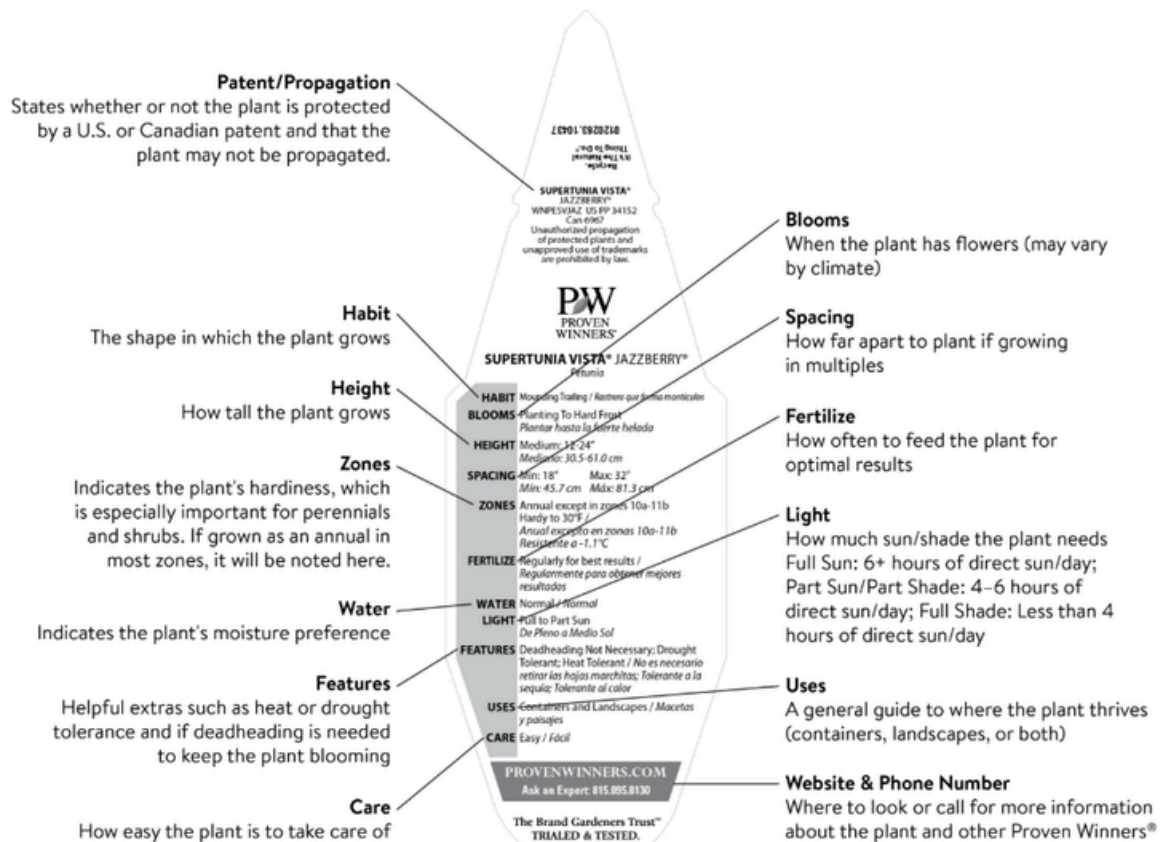 Patent/Propagation
States whether or not the plant is protected
by a U.S. or Canadian patent and that the
plant may not be propagated.
Habit
The shape in which the plant grows
Height
How tall the plant grows
Zones
Indicates the plant's hardiness, which
is especially important for perennials
and shrubs. If grown as an annual in
most zones, it will be noted here.
Water
Indicates the plant's moisture preference
Features
Helpful extras such as heat or drought
tolerance and if deadheading is needed
to keep the plant blooming
Care
How easy the plant is to take care of
0120263.10437
Recycle.
It's The Natural
Thing To Do.®
SUPERTUNIA VISTA®
JAZZBERRY®
WNPESVJAZ US PP 34152
Can 6967
Unauthorized propagation
of protected plants and
unapproved use of trademarks
are prohibited by law.
PW
PROVEN
WINNERS®
SUPERTUNIA VISTA® JAZZBERRY®
Petunia
HABIT Mounding Trailing / Rastrera que forma montículos
BLOOMS Planting To Hard Frost
Plantar hasta la fuerte helada
HEIGHT Medium: 12-24"
Mediano: 30.5-61.0 cm
SPACING Min: 18" Max: 32"
Mín: 45.7 cm Máx: 81.3 cm
ZONES Annual except in zones 10a-11b
Hardy to 30°F /
Anual excepto en zonas 10a-11b
Resistente a -1.1°C
FERTILIZE Regularly for best results /
Regularmente para obtener mejores
resultados
WATER Normal / Normal
LIGHT Full to Part Sun
De Pleno a Medio Sol
FEATURES Deadheading Not Necessary; Drought
Tolerant; Heat Tolerant / No es necesario
retirar las hojas marchitas; Tolerante a la
sequía; Tolerante al calor
USES Containers and Landscapes / Macetas
y paisajes
CARE Easy / Fácil
PROVENWINNERS.COM
Ask an Expert: 815.895.8130
The Brand Gardeners Trust™
TRIALED & TESTED.
Blooms
When the plant has flowers (may vary
by climate)
Spacing
How far apart to plant if growing
in multiples
Fertilize
How often to feed the plant for
optimal results
Light
How much sun/shade the plant needs
Full Sun: 6+ hours of direct sun/day;
Part Sun/Part Shade: 4–6 hours of
direct sun/day; Full Shade: Less than 4
hours of direct sun/day
Uses
A general guide to where the plant thrives
(containers, landscapes, or both)
Website & Phone Number
Where to look or call for more information
about the plant and other Proven Winners®